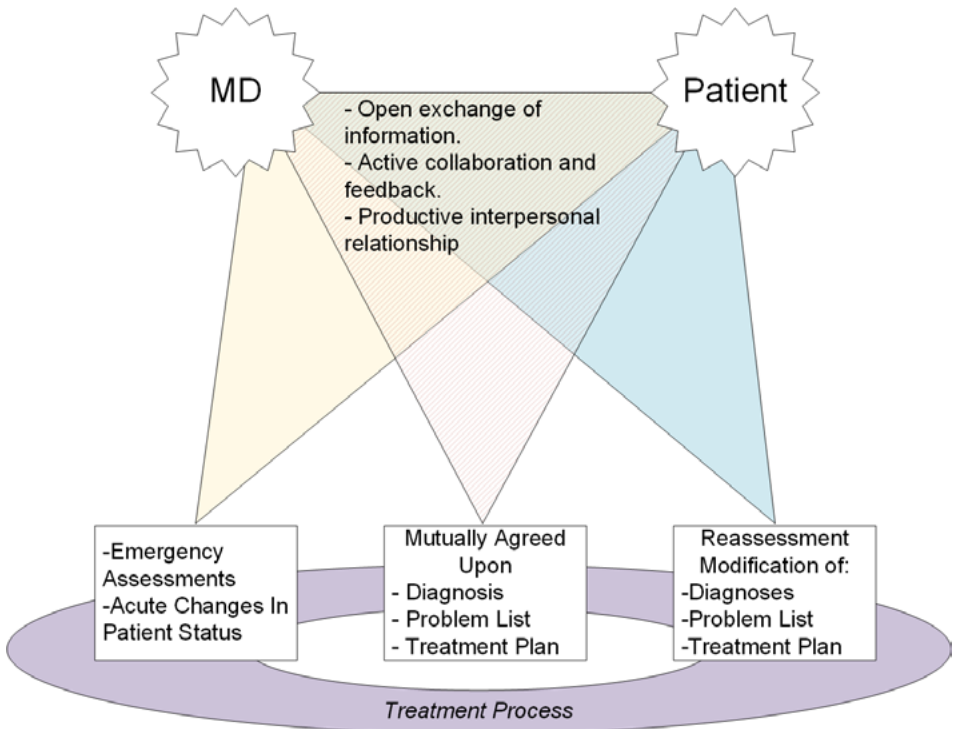 MD
Patient
- Open exchange of
information.
- Active collaboration and
feedback.
- Productive interpersonal
relationship
-Emergency
Assessments
-Acute Changes In
Patient Status
Mutually Agreed
Upon
- Diagnosis
- Problem List
- Treatment Plan
Reassessment
Modification of:
-Diagnoses
-Problem List
-Treatment Plan
Treatment Process